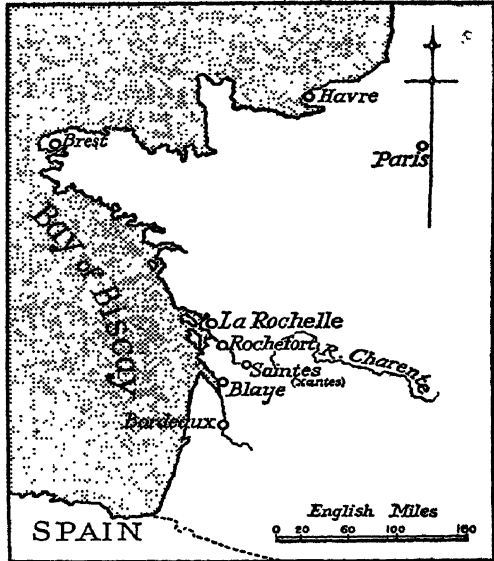 Havre
Brest
Paris
Bay of Biscay
La Rochelle
Rochefort
R. Charente
Saintes
(Xantes)
Blaye
Bordeaux
English Miles
0 20 60 100 160
SPAIN